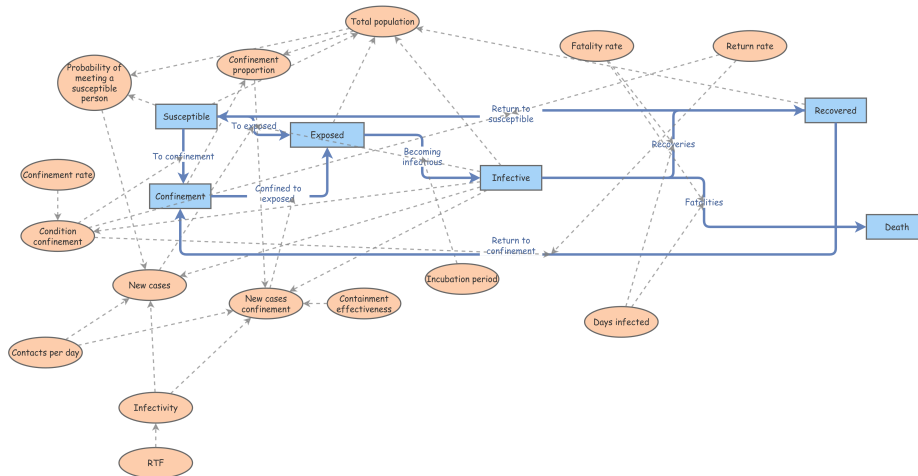 Total population
Fatality rate
Return rate
Confinement
proportion
Probability of
meeting a
susceptible
person
Susceptible
Return to
susceptible
Recovered
To exposed
Exposed
Recoveries
To confinement
Becoming
infectious
Confinement rate
Infective
Confinement
Confined to
exposed
Fatalities
Death
Condition
confinement
Return to
confinement
Incubation period
New cases
New cases
confinement
Containment
effectiveness
Days infected
Contacts per day
Infectivity
RTF